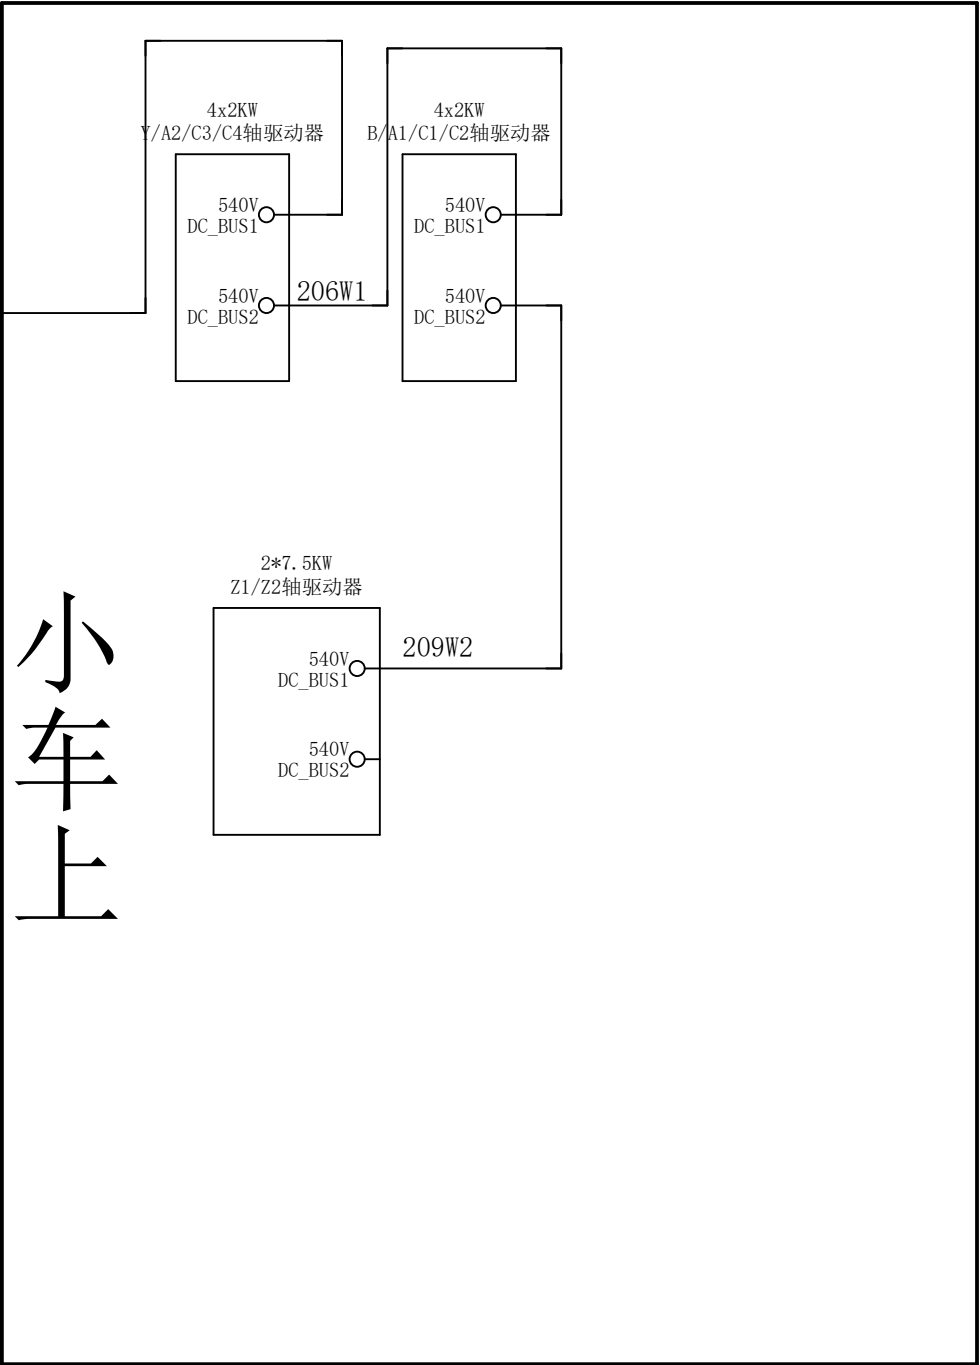 4x2KW
Y/A2/C3/C4轴驱动器
540V
DC_BUS1
540V
DC_BUS2
206W1
4x2KW
B/A1/C1/C2轴驱动器
540V
DC_BUS1
540V
DC_BUS2
2*7.5KW
Z1/Z2轴驱动器
540V
DC_BUS1
209W2
540V
DC_BUS2
小
车
上